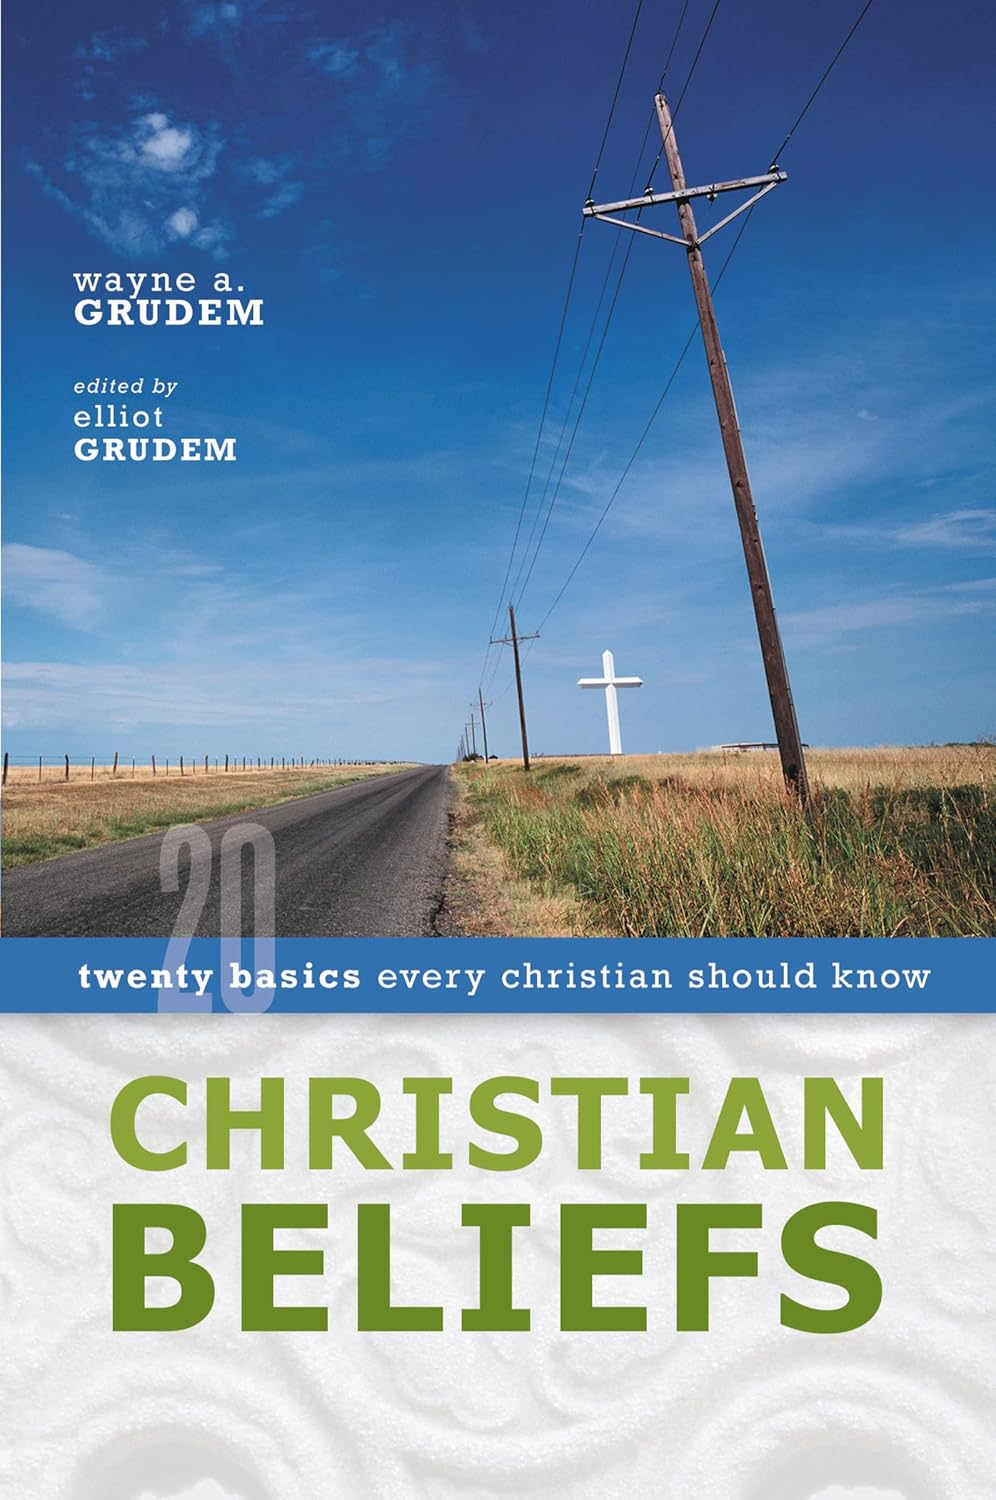 wayne a.
GRUDEM
edited by
elliot
GRUDEM
20
twenty basics every christian should know
CHRISTIAN
BELIEFS